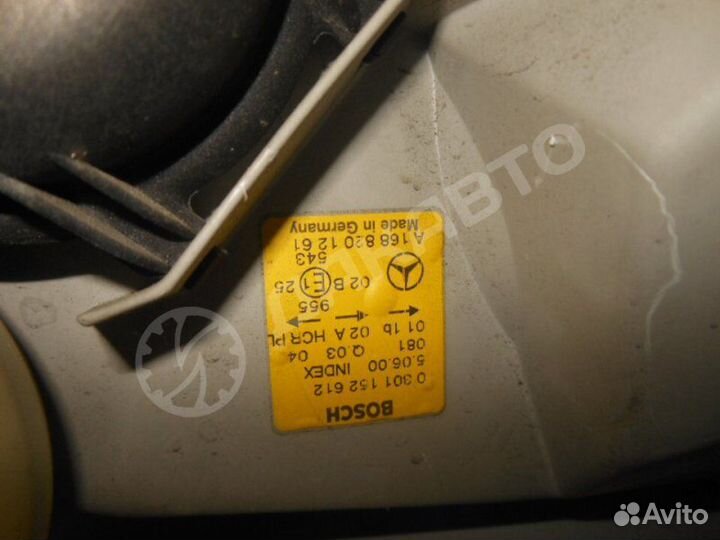 BOSCH
0 301 152 612
5.06.00 INDEX
081 Q.03 04
01 1b 02 A HCR PL
955
02 B E1 25
543
A 168 820 12 61
Made in Germany
Avito